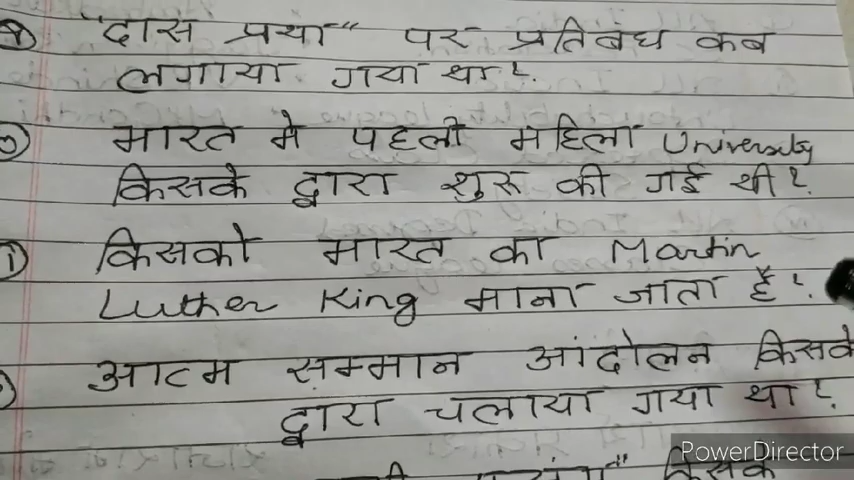 "दास प्रथा" पर प्रतिबंध कब
लगाया गया था?
मारत मे पहली महिला University
किसके द्वारा शुरू की गई थी?
किसको मारत का Martin
Luther King माना जाता है?
आत्म सम्मान आंदोलन किसके
द्वारा चलाया गया था?
किसके
PowerDirector